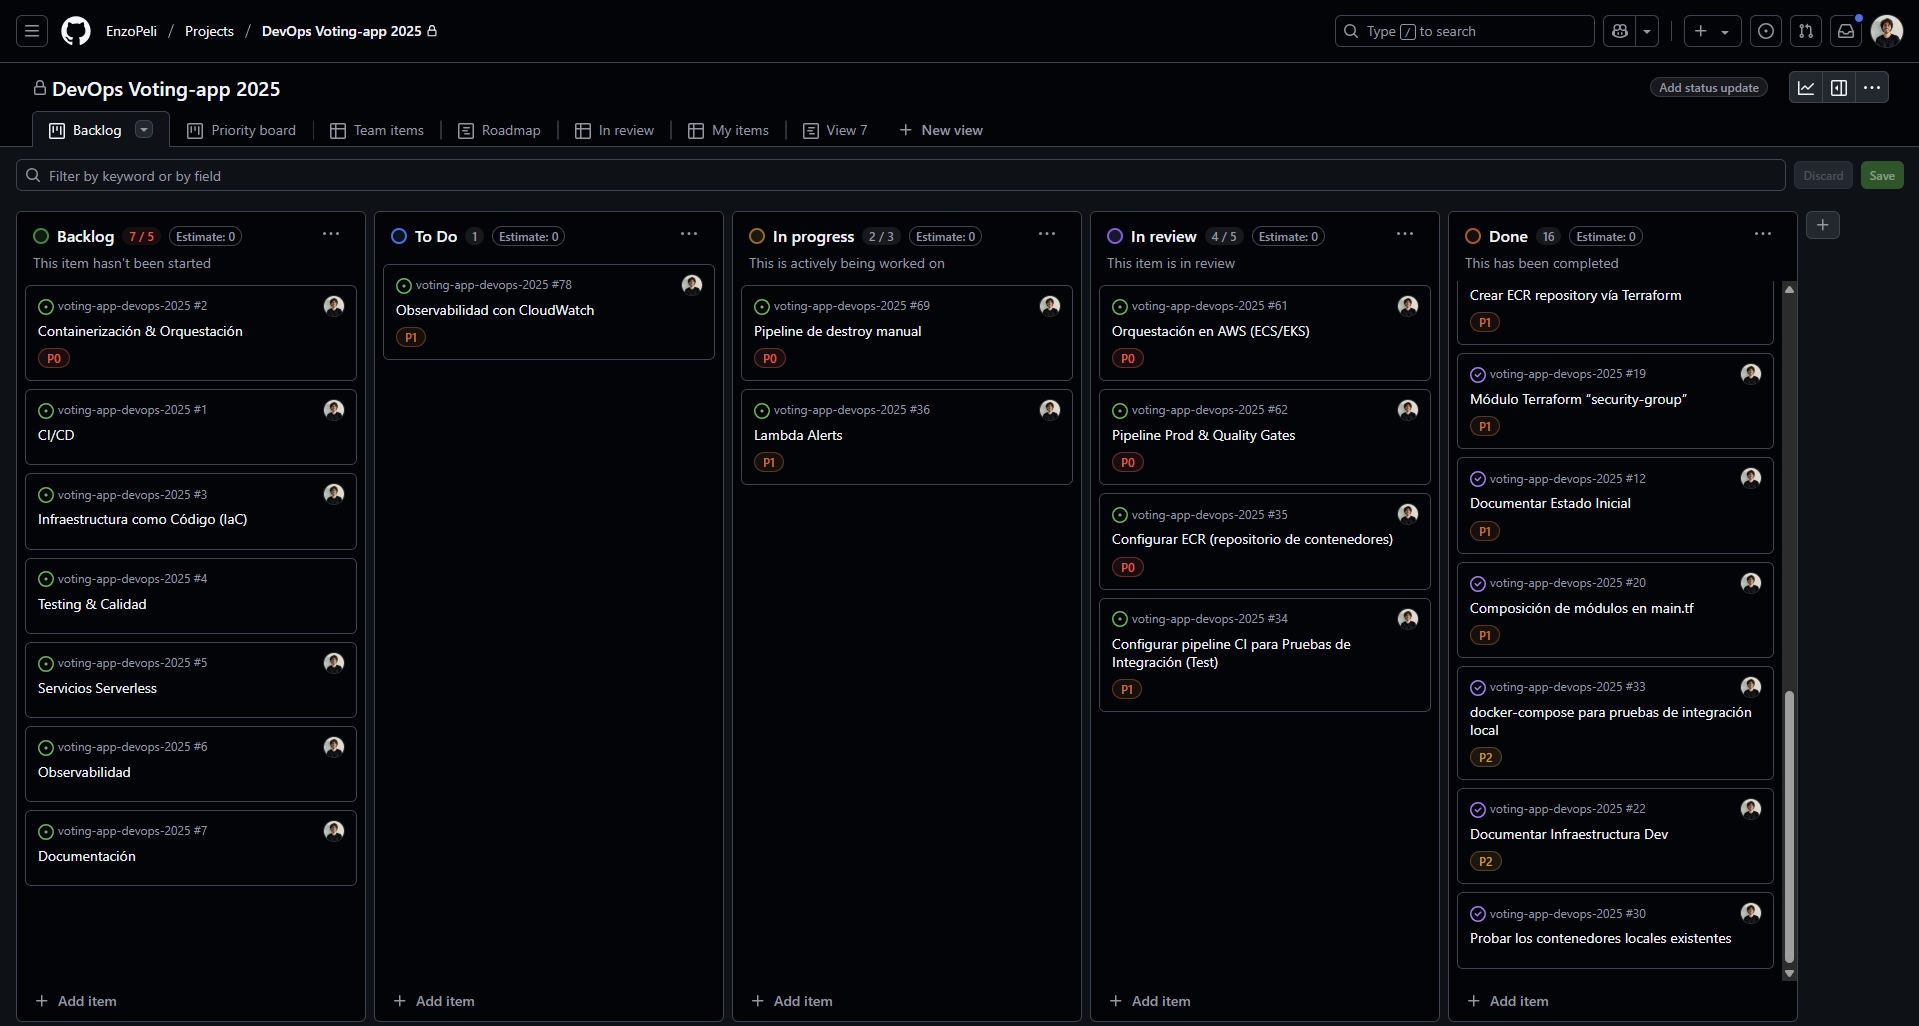 EnzoPeli / Projects / DevOps Voting-app 2025
Type / to search
DevOps Voting-app 2025
Add status update
Backlog
Priority board
Team items
Roadmap
In review
My items
View 7
New view
Filter by keyword or by field
Discard
Save
Backlog 7 / 5 Estimate: 0
This item hasn't been started
voting-app-devops-2025 #2
Containerización & Orquestación
P0
voting-app-devops-2025 #1
CI/CD
voting-app-devops-2025 #3
Infraestructura como Código (IaC)
voting-app-devops-2025 #4
Testing & Calidad
voting-app-devops-2025 #5
Servicios Serverless
voting-app-devops-2025 #6
Observabilidad
voting-app-devops-2025 #7
Documentación
Add item
To Do 1 Estimate: 0
voting-app-devops-2025 #78
Observabilidad con CloudWatch
P1
Add item
In progress 2 / 3 Estimate: 0
This is actively being worked on
voting-app-devops-2025 #69
Pipeline de destroy manual
P0
voting-app-devops-2025 #36
Lambda Alerts
P1
Add item
In review 4 / 5 Estimate: 0
This item is in review
voting-app-devops-2025 #61
Orquestación en AWS (ECS/EKS)
P0
voting-app-devops-2025 #62
Pipeline Prod & Quality Gates
P0
voting-app-devops-2025 #35
Configurar ECR (repositorio de contenedores)
P0
voting-app-devops-2025 #34
Configurar pipeline CI para Pruebas de
Integración (Test)
P1
Add item
Done 16 Estimate: 0
This has been completed
Crear ECR repository vía Terraform
P1
voting-app-devops-2025 #19
Módulo Terraform “security-group”
P1
voting-app-devops-2025 #12
Documentar Estado Inicial
P1
voting-app-devops-2025 #20
Composición de módulos en main.tf
P1
voting-app-devops-2025 #33
docker-compose para pruebas de integración
local
P2
voting-app-devops-2025 #22
Documentar Infraestructura Dev
P2
voting-app-devops-2025 #30
Probar los contenedores locales existentes
Add item